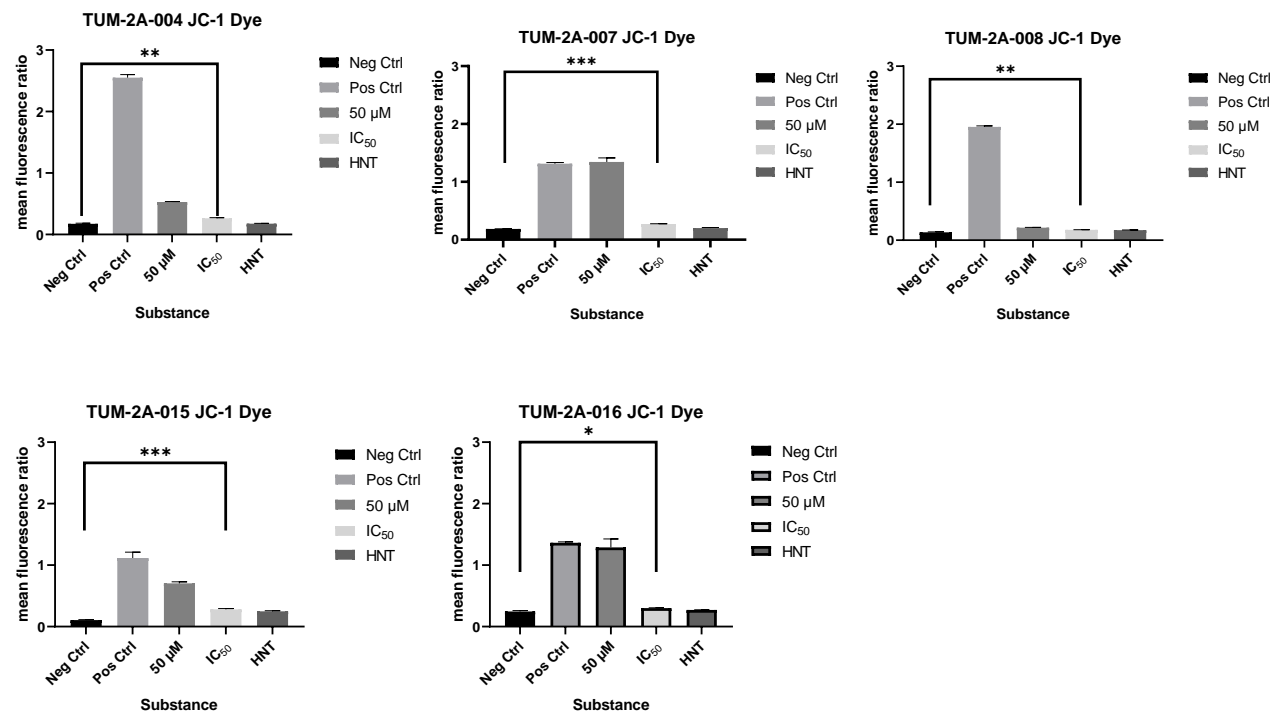 TUM-2A-004 JC-1 Dye
**
mean fluorescence ratio
3
2
1
0
Neg Ctrl
Pos Ctrl
50 µM
IC₅₀
HNT
Substance
Neg Ctrl
Pos Ctrl
50 µM
IC₅₀
HNT
TUM-2A-007 JC-1 Dye
***
mean fluorescence ratio
3
2
1
0
Neg Ctrl
Pos Ctrl
50 µM
IC₅₀
HNT
Substance
Neg Ctrl
Pos Ctrl
50 µM
IC₅₀
HNT
TUM-2A-008 JC-1 Dye
**
mean fluorescence ratio
3
2
1
0
Neg Ctrl
Pos Ctrl
50 µM
IC₅₀
HNT
Substance
Neg Ctrl
Pos Ctrl
50 µM
IC₅₀
HNT
TUM-2A-015 JC-1 Dye
***
mean fluorescence ratio
3
2
1
0
Neg Ctrl
Pos Ctrl
50 µM
IC₅₀
HNT
Substance
Neg Ctrl
Pos Ctrl
50 µM
IC₅₀
HNT
TUM-2A-016 JC-1 Dye
*
mean fluorescence ratio
3
2
1
0
Neg Ctrl
Pos Ctrl
50 µM
IC₅₀
HNT
Substance
Neg Ctrl
Pos Ctrl
50 µM
IC₅₀
HNT